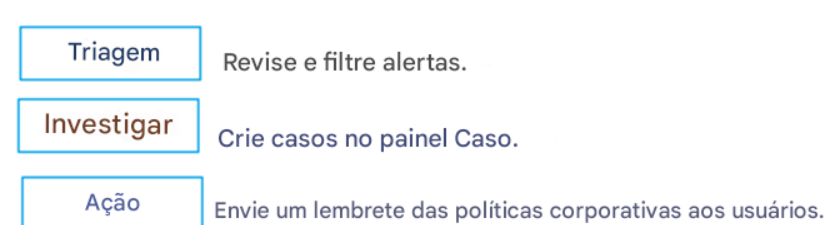 Triagem
Revise e filtre alertas.
Investigar
Crie casos no painel Caso.
Ação
Envie um lembrete das políticas corporativas aos usuários.